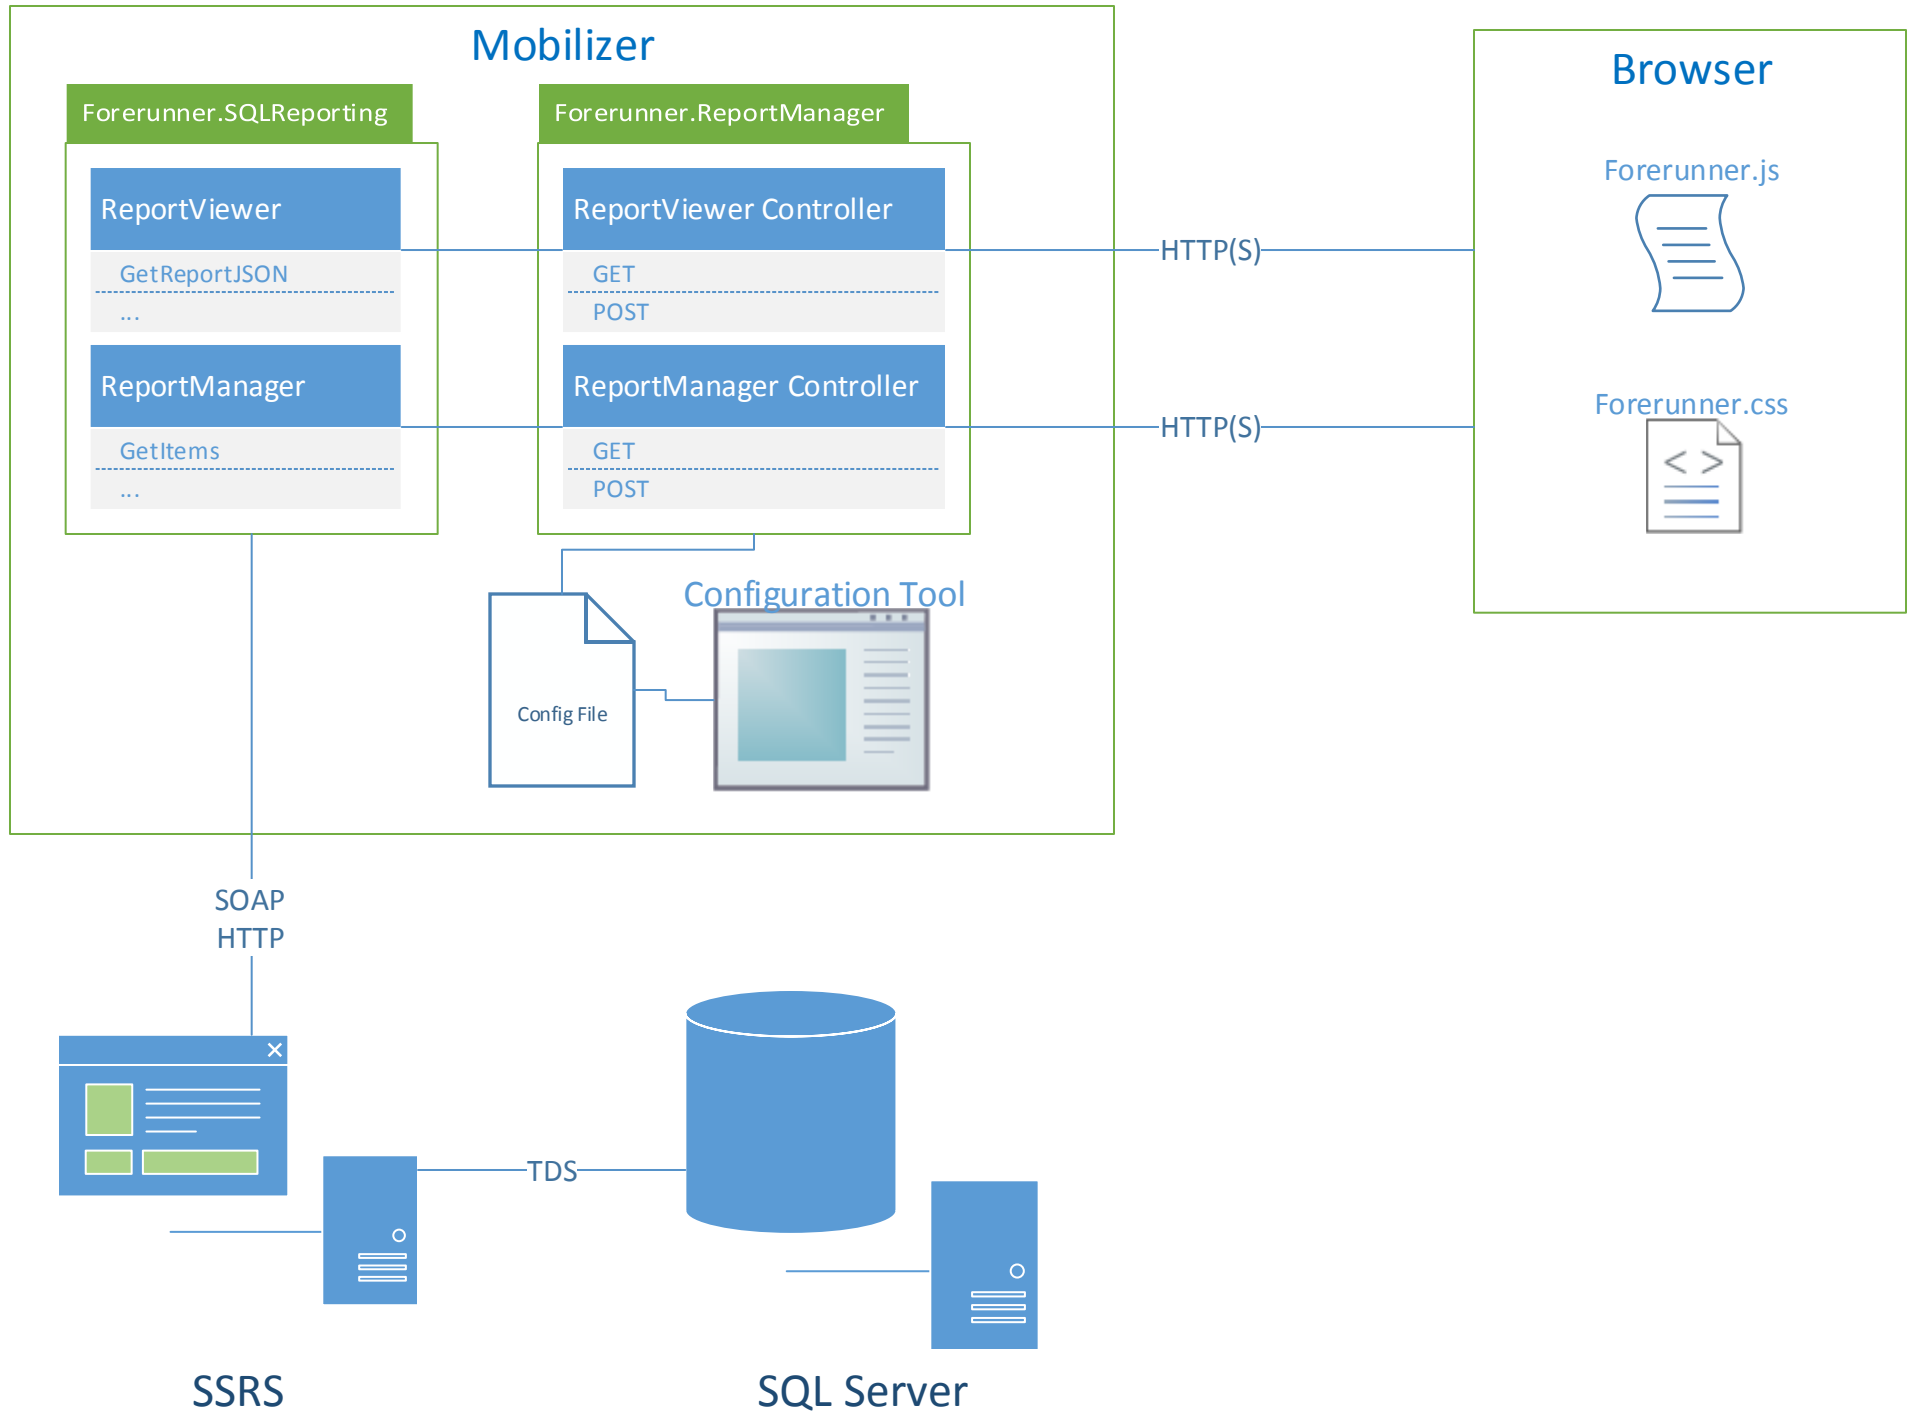 Mobilizer
Forerunner.SQLReporting
ReportViewer
GetReportJSON
...
ReportManager
GetItems
...
Forerunner.ReportManager
ReportViewer Controller
GET
POST
ReportManager Controller
GET
POST
HTTP(S)
HTTP(S)
Browser
Forerunner.js
Forerunner.css
< >
Configuration Tool
Config File
SOAP
HTTP
TDS
SSRS
SQL Server